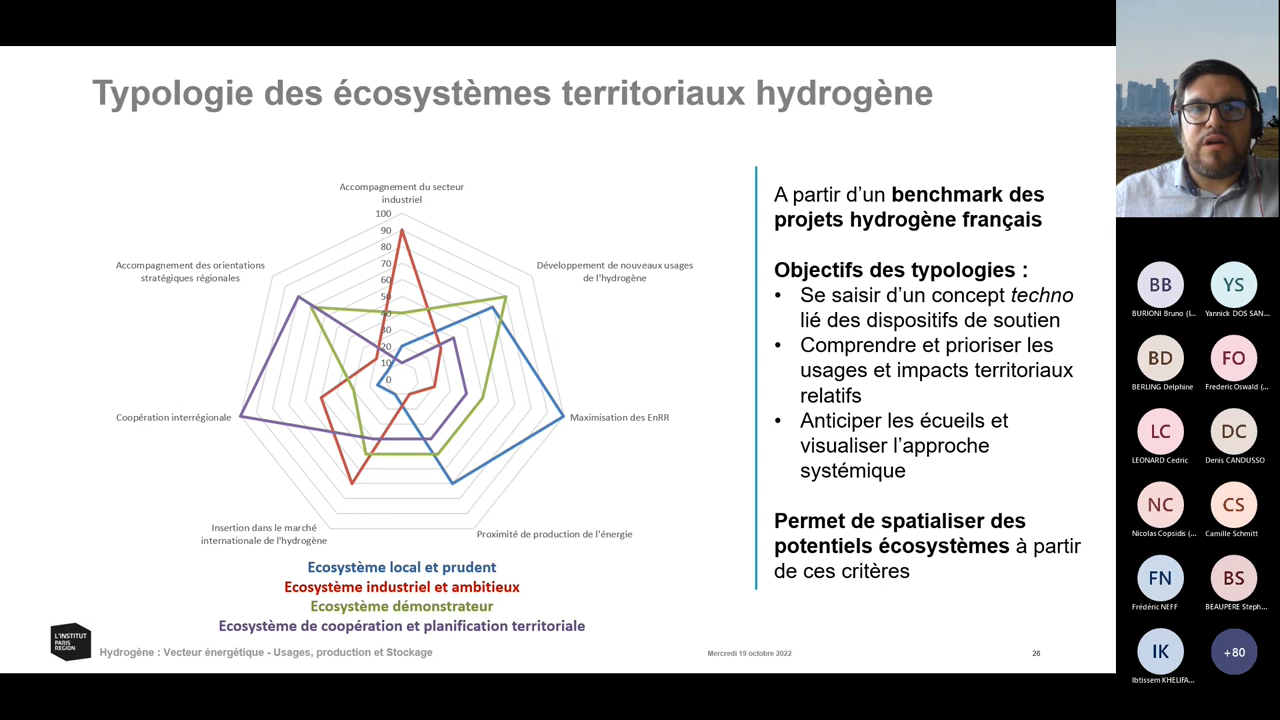 Typologie des écosystèmes territoriaux hydrogène
Accompagnement du secteur
industriel
100
90
80
70
60
50
40
30
20
10
0
Accompagnement des orientations
stratégiques régionales
Développement de nouveaux usages
de l'hydrogène
Coopération interrégionale
Maximisation des EnRR
Insertion dans le marché
internationale de l'hydrogène
Proximité de production de l'énergie
Ecosystème local et prudent
Ecosystème industriel et ambitieux
Ecosystème démonstrateur
Ecosystème de coopération et planification territoriale
A partir d'un benchmark des
projets hydrogène français
Objectifs des typologies :
• Se saisir d'un concept techno
lié des dispositifs de soutien
• Comprendre et prioriser les
usages et impacts territoriaux
relatifs
• Anticiper les écueils et
visualiser l'approche
systémique
Permet de spatialiser des
potentiels écosystèmes à partir
de ces critères
L'INSTITUT
PARIS
REGION
Hydrogène : Vecteur énergétique - Usages, production et Stockage
Mercredi 19 octobre 2022
26
BB
YS
BURIONI Bruno (I...
Yannick DOS SAN...
BD
FO
BERLING Delphine
Frederic Oswald (...
LC
DC
LEONARD Cedric
Denis CANDUSSO
NC
CS
Nicolas Copsidis (...
Camille Schmitt
FN
BS
Frédéric NEFF
BEAUPERE Steph...
IK
+80
Ibtissem KHELIFA...